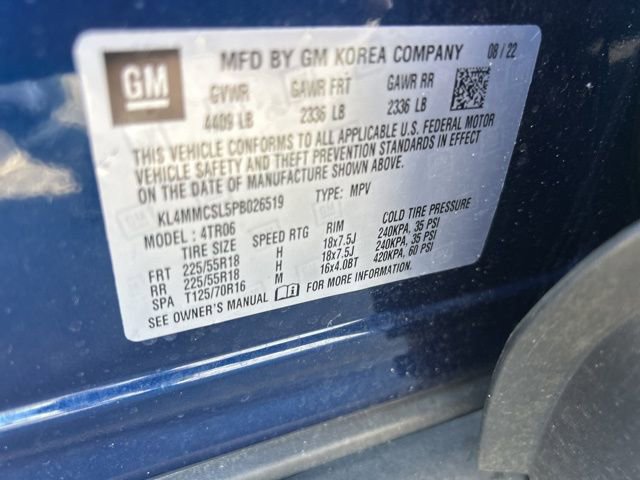 GM MFD BY GM KOREA COMPANY 08 / 22
GVWR GAWR FRT GAWR RR
4409 LB 2336 LB 2336 LB
THIS VEHICLE CONFORMS TO ALL APPLICABLE U.S. FEDERAL MOTOR
VEHICLE SAFETY AND THEFT PREVENTION STANDARDS IN EFFECT
ON THE DATE OF MANUFACTURE SHOWN ABOVE.
KL4MMCSL5PB026519 TYPE: MPV
MODEL: 4TR06
TIRE SIZE SPEED RTG RIM COLD TIRE PRESSURE
FRT 225/55R18 H 18x7.5J 240KPA, 35 PSI
RR 225/55R18 H 18x7.5J 240KPA, 35 PSI
SPA T125/70R16 M 16x4.0BT 420KPA, 60 PSI
SEE OWNER'S MANUAL FOR MORE INFORMATION.